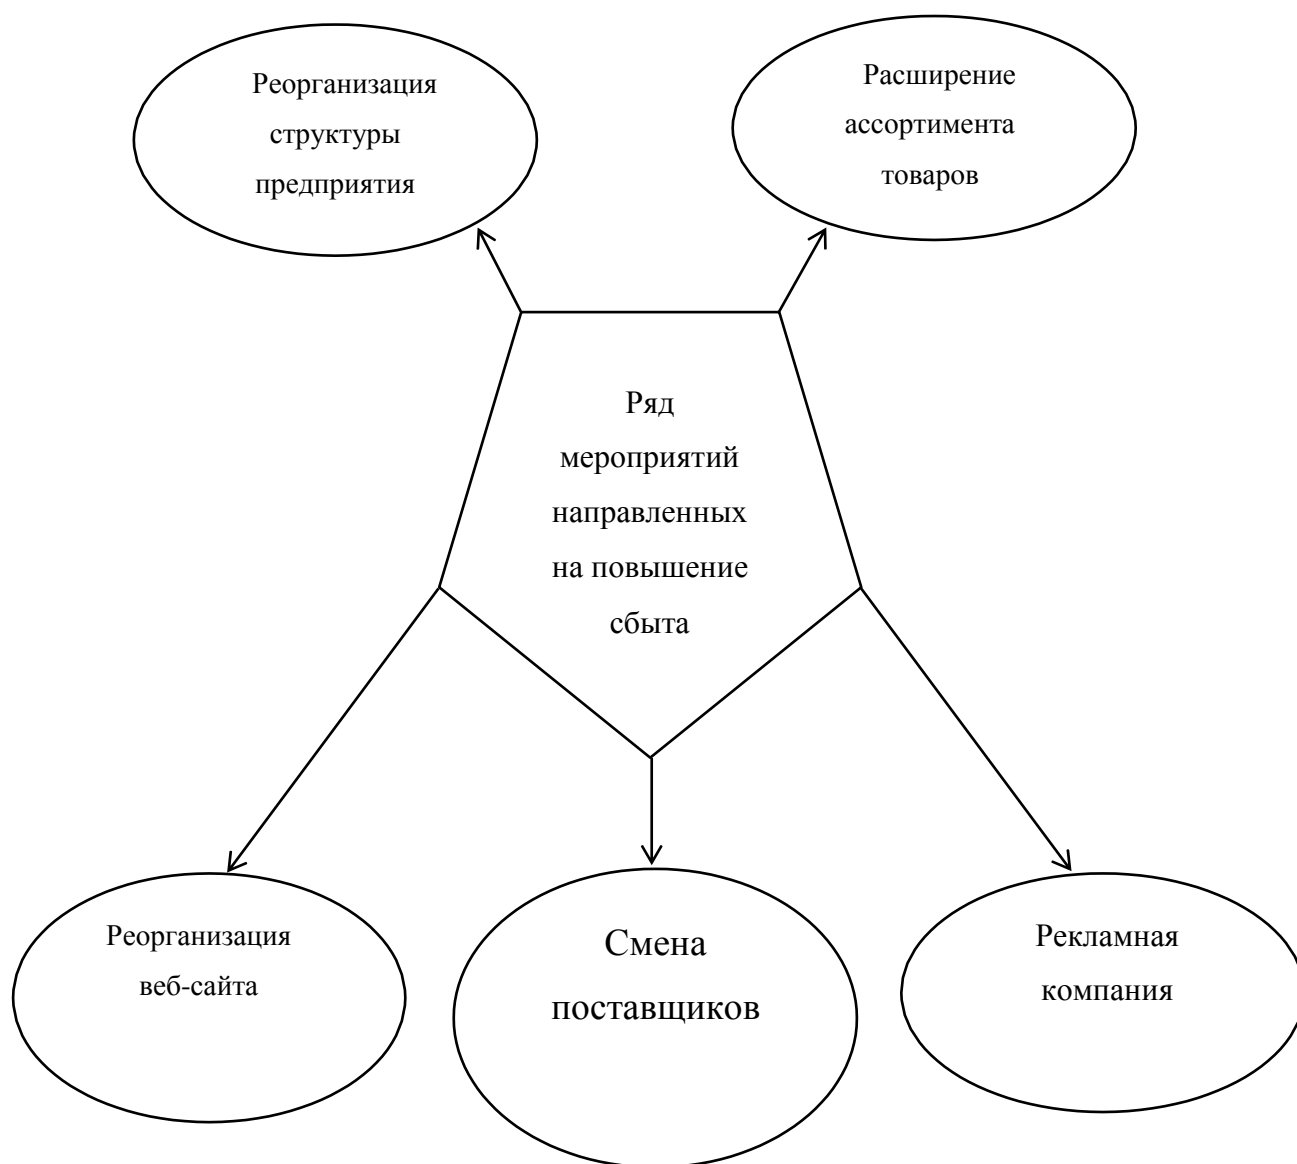 Реорганизация
структуры
предприятия
Расширение
ассортимента
товаров
Ряд
мероприятий
направленных
на повышение
сбыта
Реорганизация
веб-сайта
Смена
поставщиков
Рекламная
компания